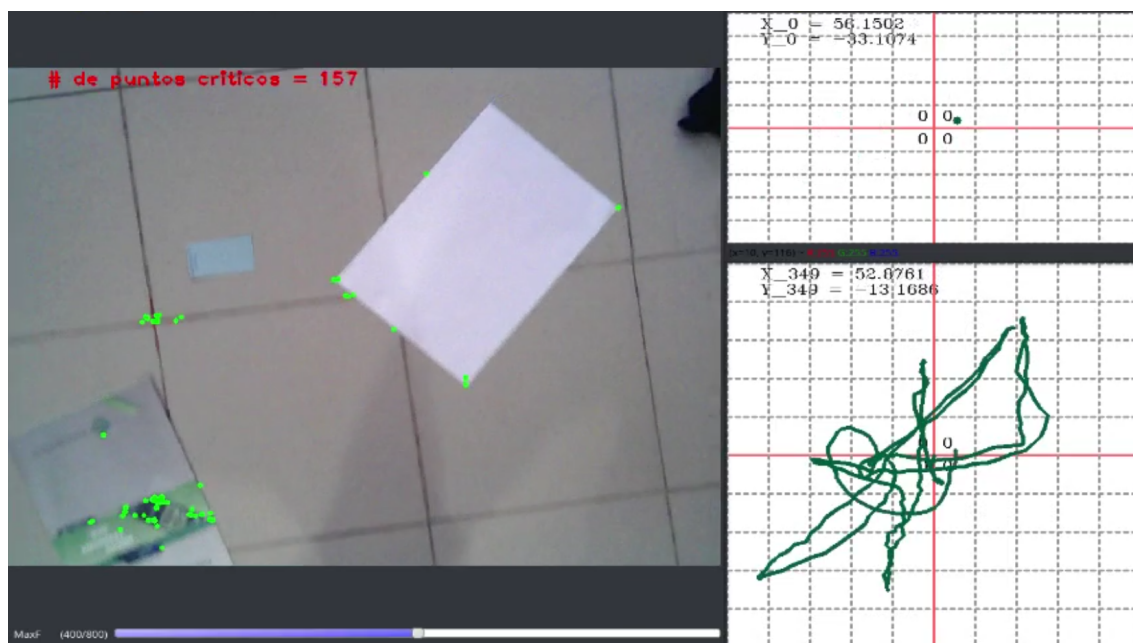 # de puntos criticos = 157
X_0 = 56.1502
Y_0 = -33.1074
0 0
0 0
X_349 = 52.8761
Y_349 = -13.1686
0
MaxF (400/800)